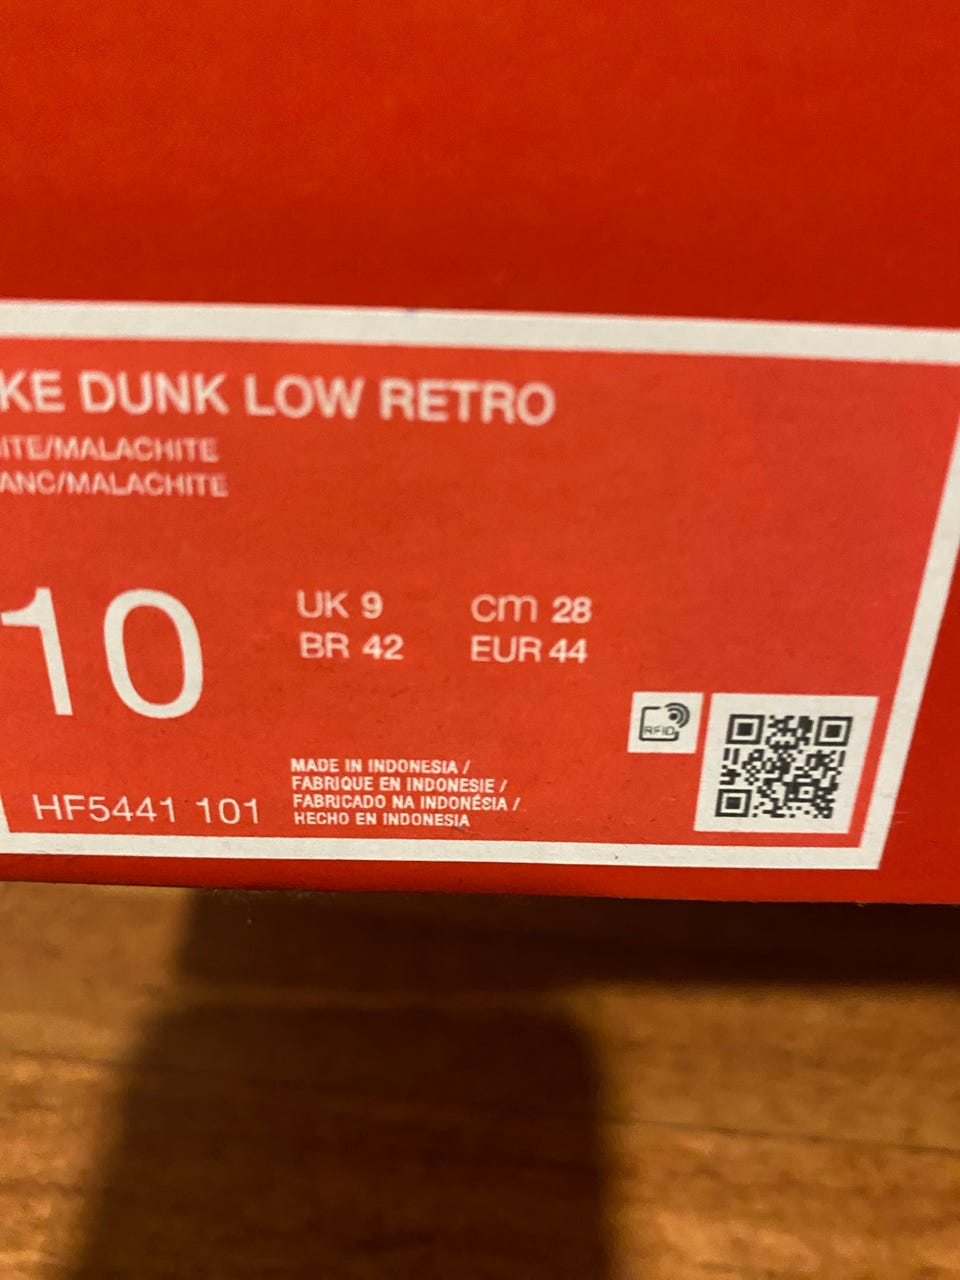 KE DUNK LOW RETRO
ITE/MALACHITE
ANC/MALACHITE
10
UK 9
BR 42
cm 28
EUR 44
RFID
MADE IN INDONESIA /
FABRIQUE EN INDONESIE /
FABRICADO NA INDONÉSIA /
HECHO EN INDONESIA
HF5441 101